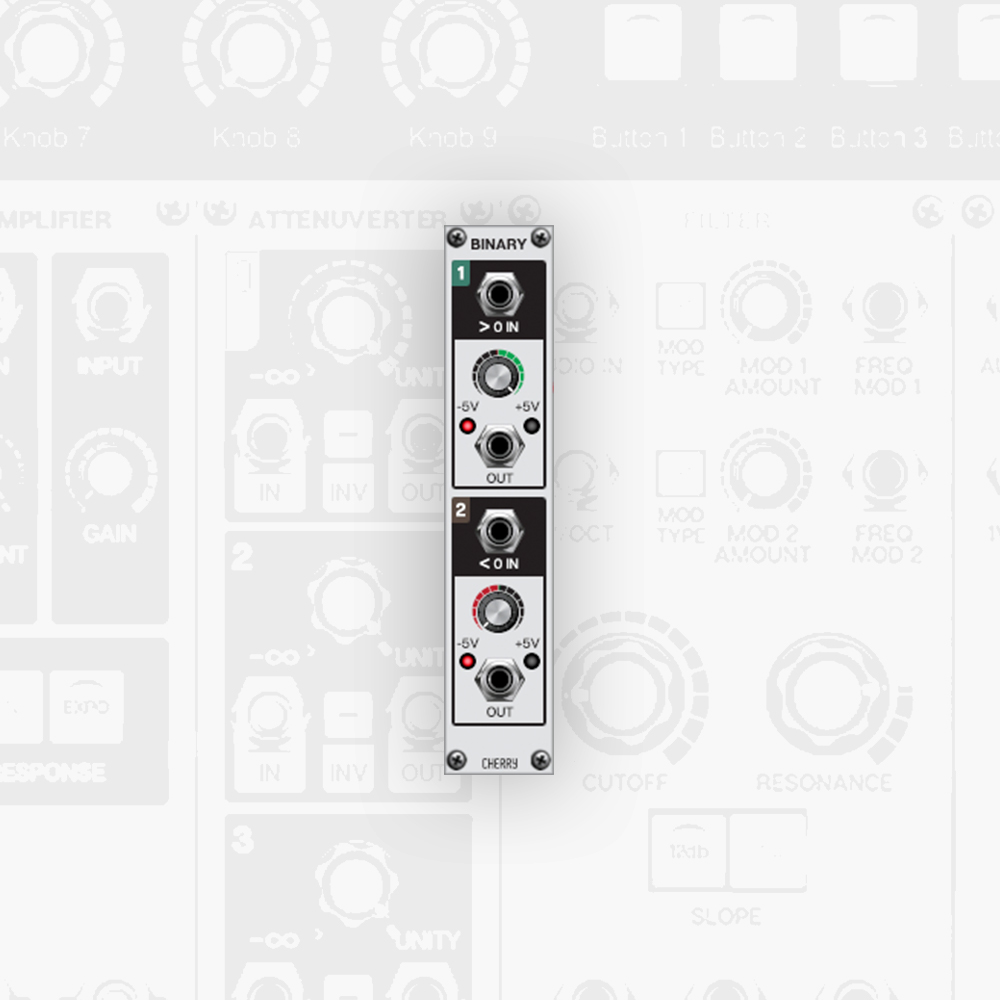 Knob 7
Knob 8
Knob 9
Button 1
Button 2
Button 3
ATTENUVERTER
FILTER
BINARY
1
> 0 IN
-5V
+5V
OUT
2
< 0 IN
-5V
+5V
OUT
CHERRY
INPUT
GAIN
-∞
UNITY
IN
INV
OUT
2
-∞
UNIT
IN
INV
OUT
3
-∞
UNITY
MOD
TYPE
MOD 1
AMOUNT
FREQ
MOD 1
MOD
TYPE
MOD 2
AMOUNT
FREQ
MOD 2
CUTOFF
RESONANCE
12db
SLOPE
EXPO